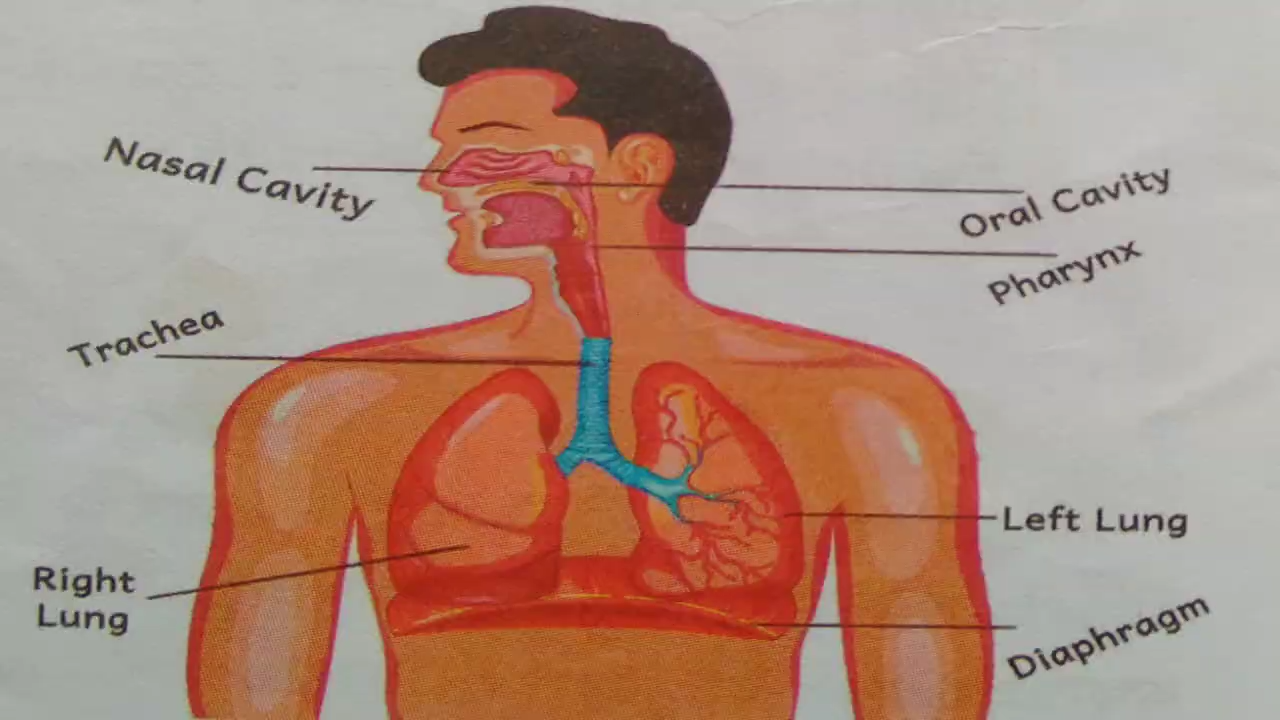 Nasal Cavity
Oral Cavity
Pharynx
Trachea
Left Lung
Right
Lung
Diaphragm